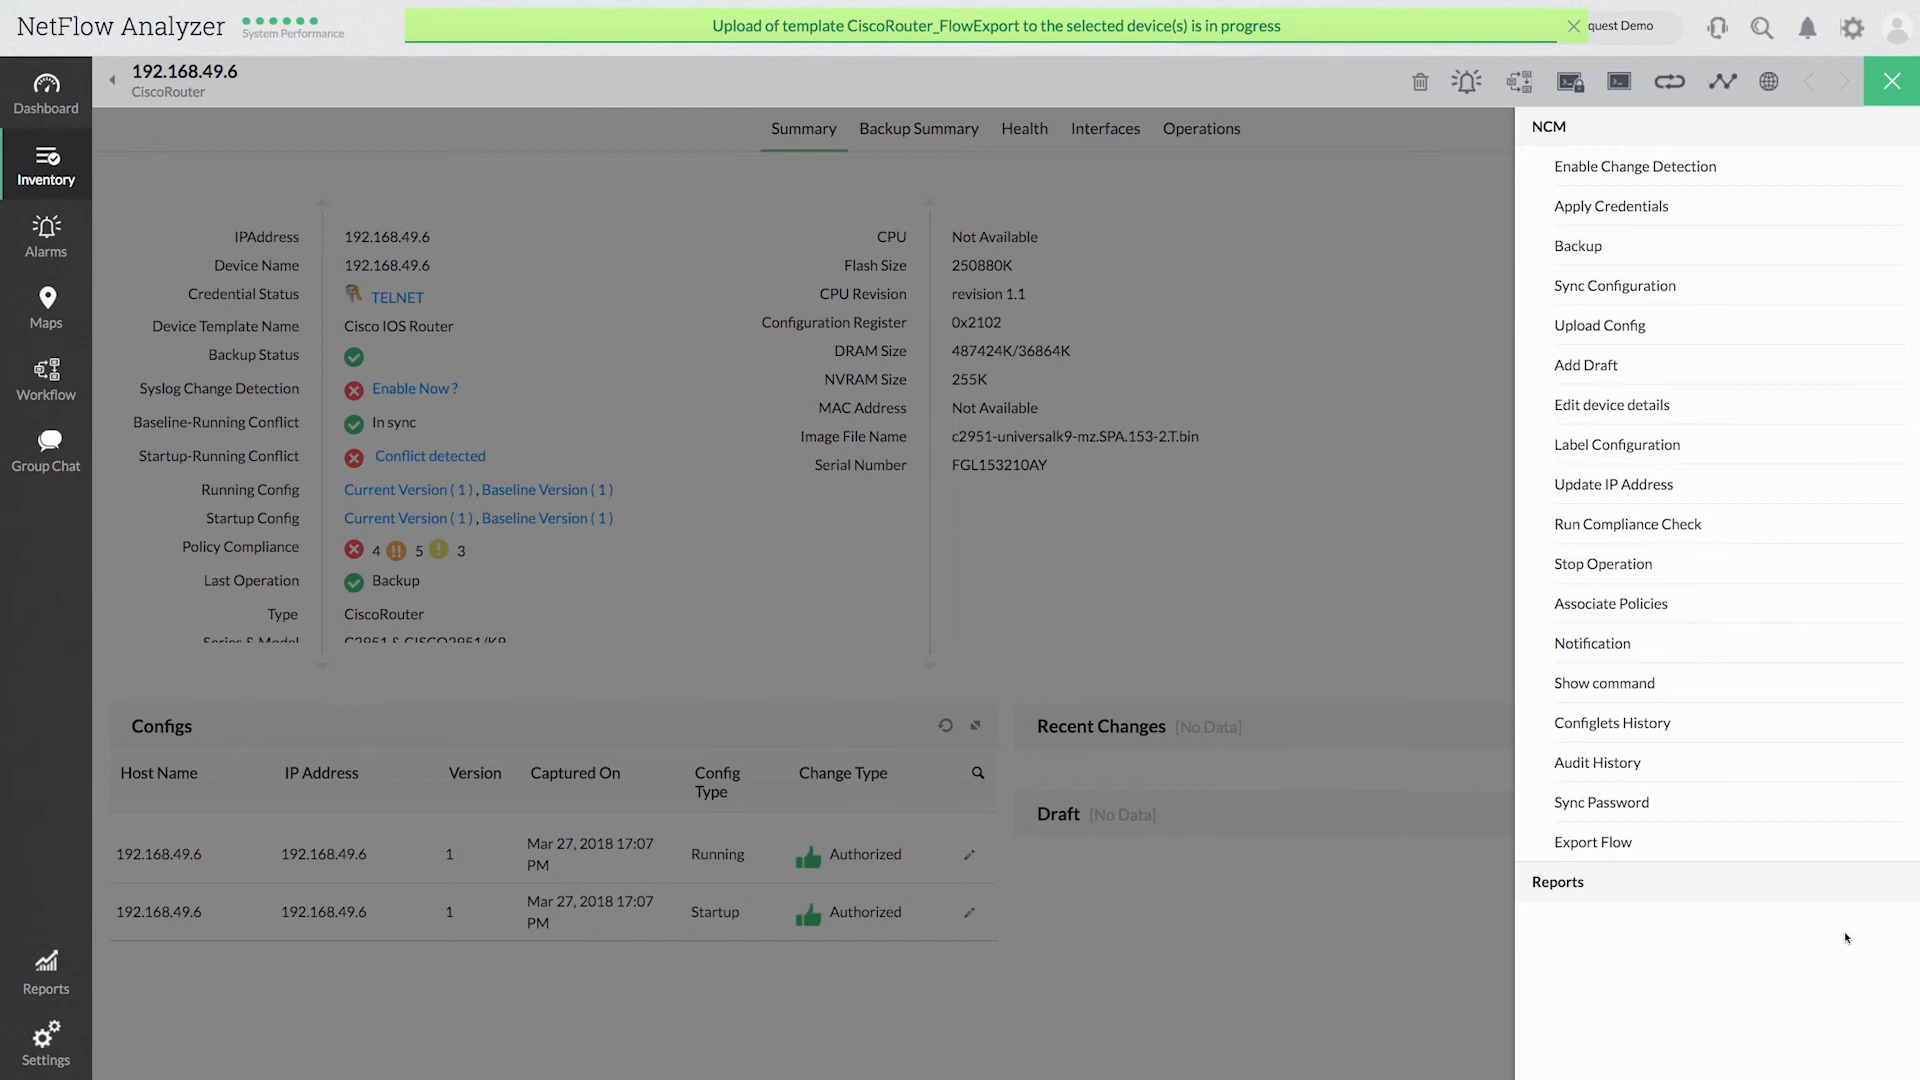 NetFlow Analyzer
System Performance
Upload of template CiscoRouter_FlowExport to the selected device(s) is in progress
quest Demo
192.168.49.6
CiscoRouter
Dashboard
Inventory
Alarms
Maps
Workflow
Group Chat
Reports
Settings
Summary
Backup Summary
Health
Interfaces
Operations
IPAddress 192.168.49.6
Device Name 192.168.49.6
Credential Status TELNET
Device Template Name Cisco IOS Router
Backup Status
Syslog Change Detection Enable Now ?
Baseline-Running Conflict In sync
Startup-Running Conflict Conflict detected
Running Config Current Version ( 1 ) , Baseline Version ( 1 )
Startup Config Current Version ( 1 ) , Baseline Version ( 1 )
Policy Compliance 4 5 3
Last Operation Backup
Type CiscoRouter
Series & Model C2951 & CISCO2951/K9
CPU Not Available
Flash Size 250880K
CPU Revision revision 1.1
Configuration Register 0x2102
DRAM Size 487424K/36864K
NVRAM Size 255K
MAC Address Not Available
Image File Name c2951-universalk9-mz.SPA.153-2.T.bin
Serial Number FGL153210AY
Configs
Host Name IP Address Version Captured On Config Type Change Type
192.168.49.6 192.168.49.6 1 Mar 27, 2018 17:07 PM Running Authorized
192.168.49.6 192.168.49.6 1 Mar 27, 2018 17:07 PM Startup Authorized
Recent Changes [No Data]
Draft [No Data]
NCM
Enable Change Detection
Apply Credentials
Backup
Sync Configuration
Upload Config
Add Draft
Edit device details
Label Configuration
Update IP Address
Run Compliance Check
Stop Operation
Associate Policies
Notification
Show command
Configlets History
Audit History
Sync Password
Export Flow
Reports